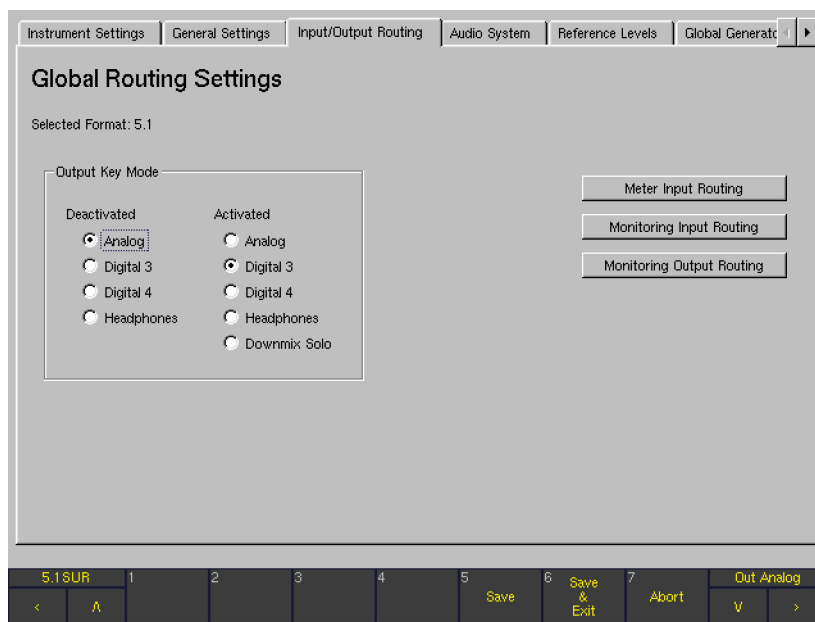 Instrument Settings General Settings Input/Output Routing Audio System Reference Levels Global Generato
Global Routing Settings
Selected Format: 5.1
Output Key Mode
Deactivated Activated
Analog Analog
Digital 3 Digital 3
Digital 4 Digital 4
Headphones Headphones
Downmix Solo
Meter Input Routing
Monitoring Input Routing
Monitoring Output Routing
5.1SUR 1 2 3 4 5 Save 6 Save & Exit 7 Abort Out Analog
< Λ V >